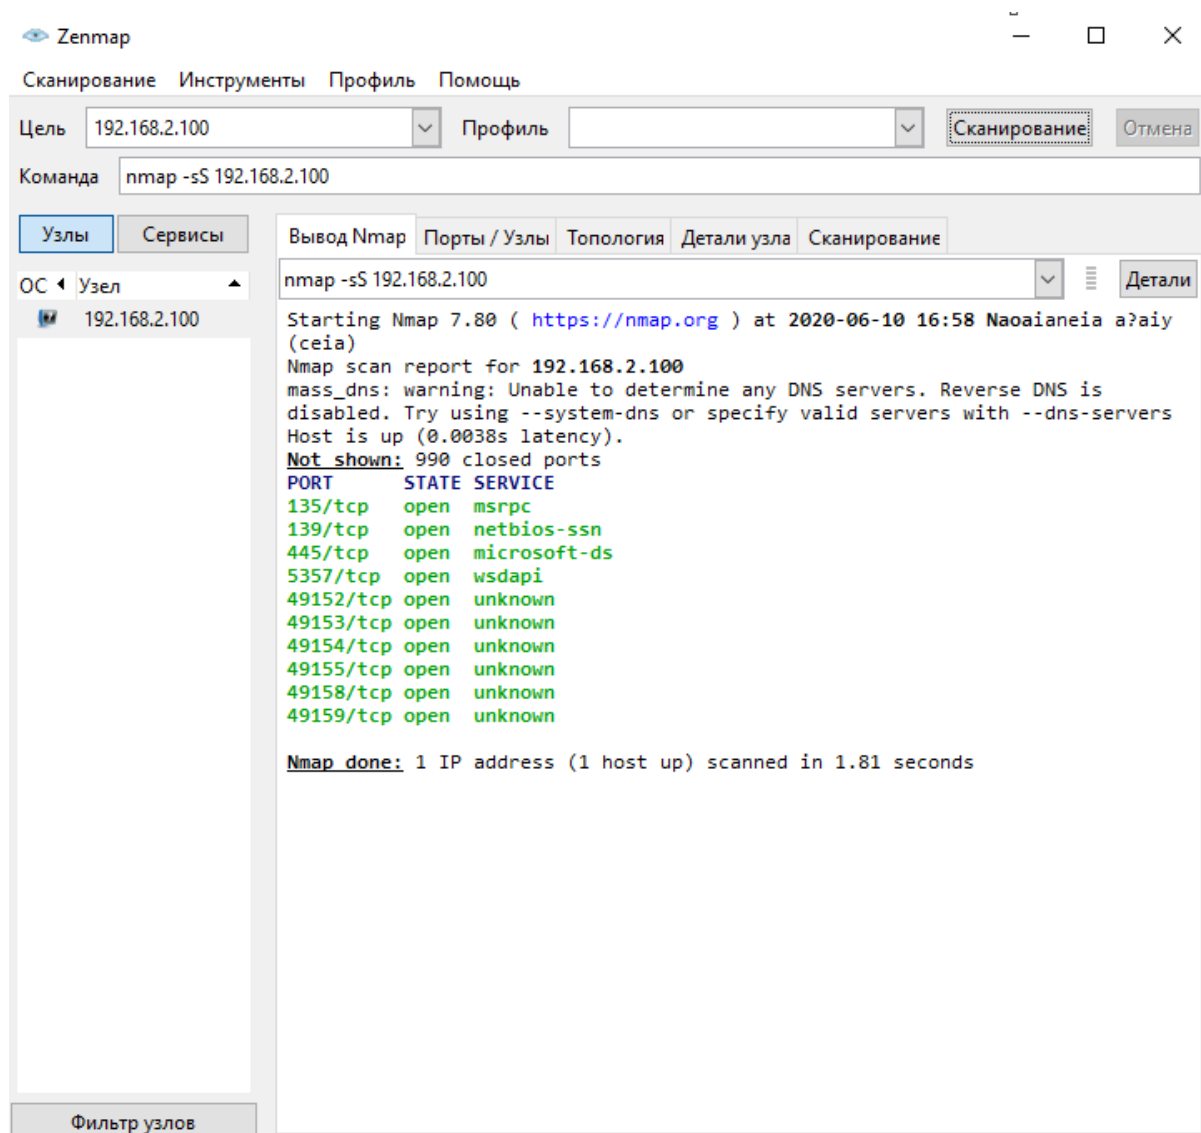 Zenmap
Сканирование Инструменты Профиль Помощь
Цель 192.168.2.100 Профиль Сканирование Отмена
Команда nmap -sS 192.168.2.100
Узлы Сервисы Вывод Nmap Порты / Узлы Топология Детали узла Сканирование
ОС Узел nmap -sS 192.168.2.100 Детали
192.168.2.100
Starting Nmap 7.80 ( https://nmap.org ) at 2020-06-10 16:58 Naoaianeia a?aiy
(ceia)
Nmap scan report for 192.168.2.100
mass_dns: warning: Unable to determine any DNS servers. Reverse DNS is
disabled. Try using --system-dns or specify valid servers with --dns-servers
Host is up (0.0038s latency).
Not shown: 990 closed ports
PORT STATE SERVICE
135/tcp open msrpc
139/tcp open netbios-ssn
445/tcp open microsoft-ds
5357/tcp open wsdapi
49152/tcp open unknown
49153/tcp open unknown
49154/tcp open unknown
49155/tcp open unknown
49158/tcp open unknown
49159/tcp open unknown
Nmap done: 1 IP address (1 host up) scanned in 1.81 seconds
Фильтр узлов